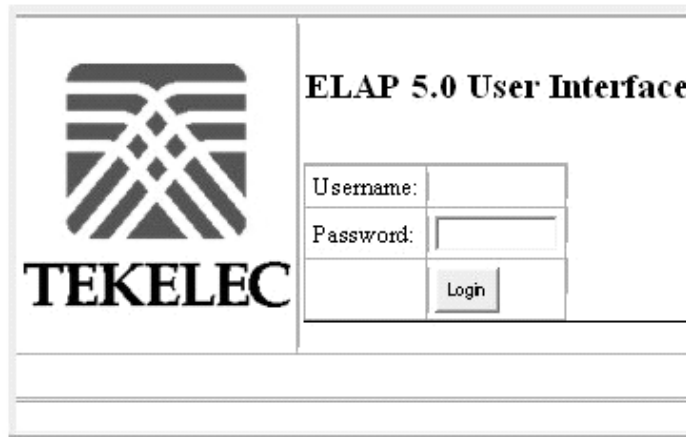 TEKELEC
ELAP 5.0 User Interface
Username:
Password:
Login